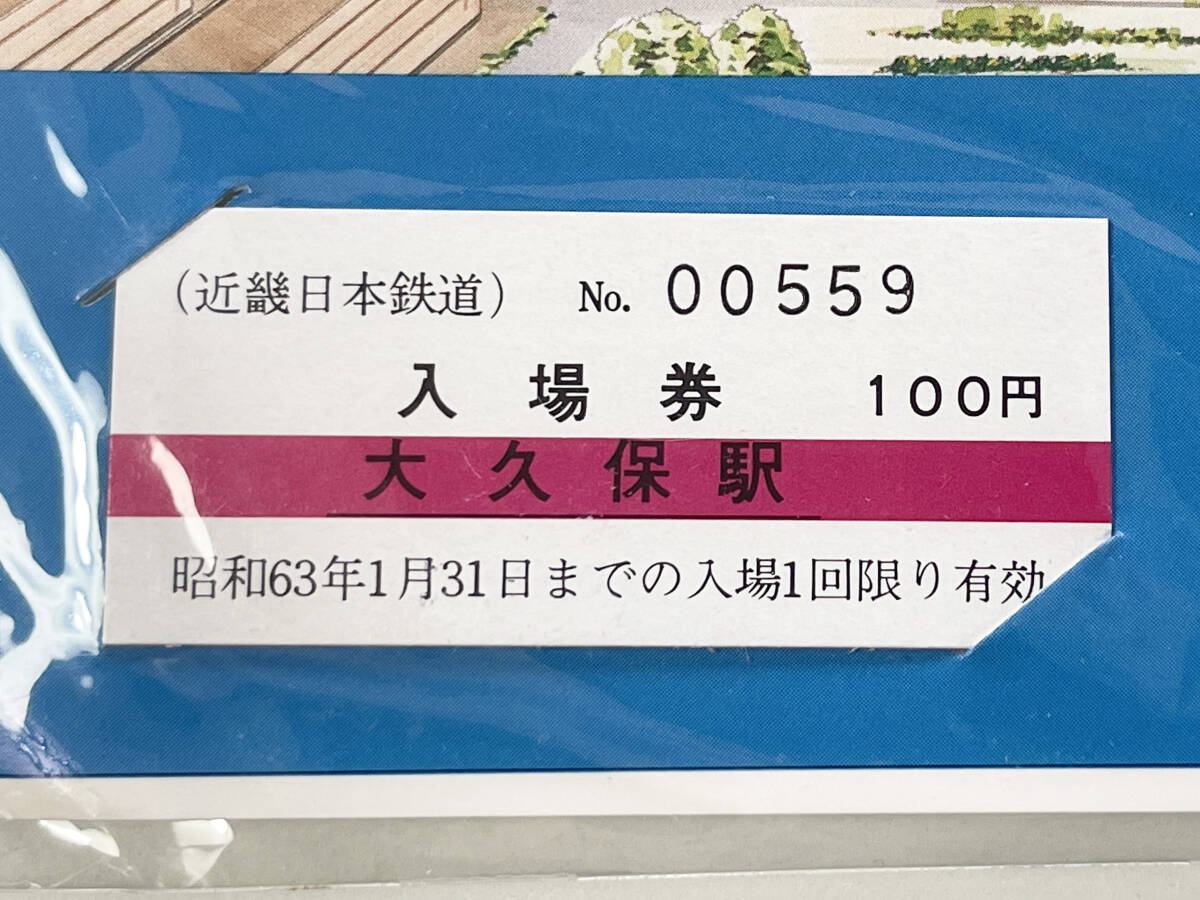 （近畿日本鉄道） No. 00559
入場券 100円
大久保駅
昭和63年1月31日までの入場1回限り有効